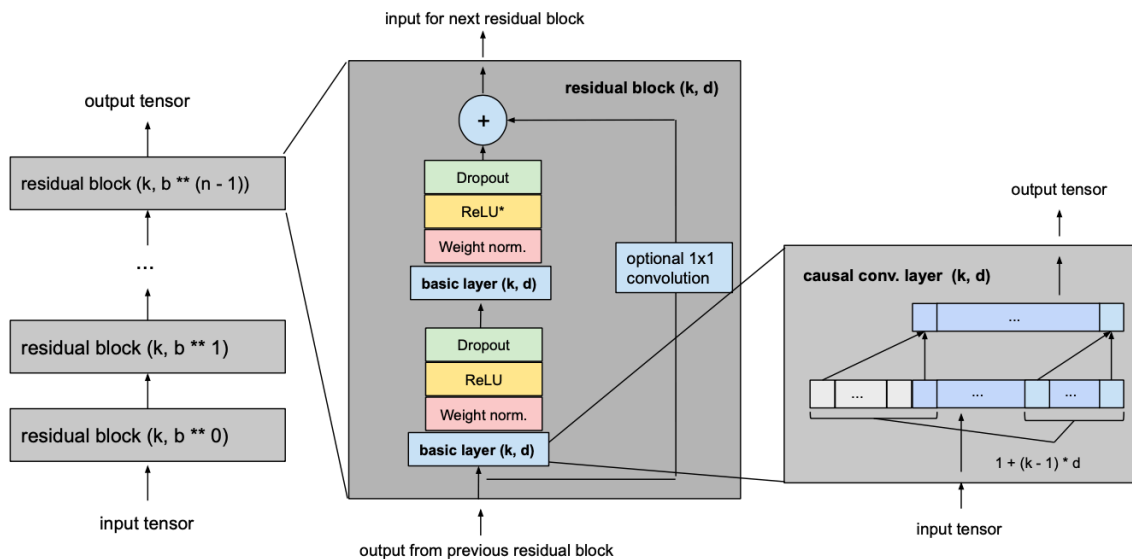 output tensor
residual block (k, b ** (n - 1))
...
residual block (k, b ** 1)
residual block (k, b ** 0)
input tensor
input for next residual block
residual block (k, d)
+
Dropout
ReLU*
Weight norm.
basic layer (k, d)
optional 1x1
convolution
Dropout
ReLU
Weight norm.
basic layer (k, d)
output from previous residual block
output tensor
causal conv. layer (k, d)
...
... ... ...
1 + (k - 1) * d
input tensor